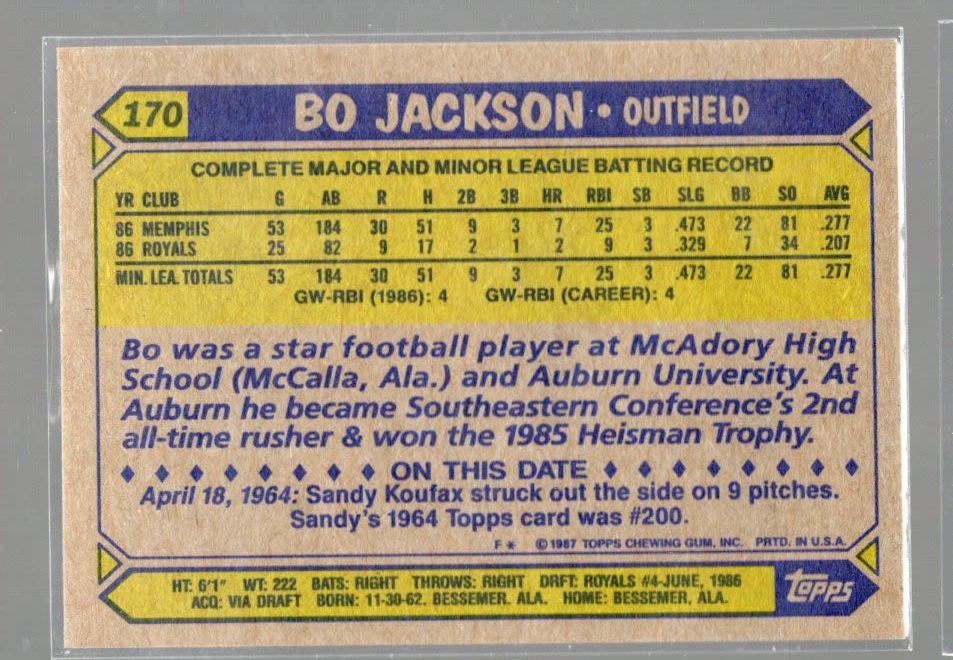 170 BO JACKSON • OUTFIELD
COMPLETE MAJOR AND MINOR LEAGUE BATTING RECORD
YR CLUB G AB R H 2B 3B HR RBI SB SLG BB SO AVG
86 MEMPHIS 53 184 30 51 9 3 7 25 3 .473 22 81 .277
86 ROYALS 25 82 9 17 2 1 2 9 3 .329 7 34 .207
MIN. LEA. TOTALS 53 184 30 51 9 3 7 25 3 .473 22 81 .277
GW-RBI (1986): 4 GW-RBI (CAREER): 4
Bo was a star football player at McAdory High
School (McCalla, Ala.) and Auburn University. At
Auburn he became Southeastern Conference's 2nd
all-time rusher & won the 1985 Heisman Trophy.
♦ ♦ ♦ ♦ ♦ ♦ ♦ ♦ ON THIS DATE ♦ ♦ ♦ ♦ ♦ ♦ ♦ ♦
April 18, 1964: Sandy Koufax struck out the side on 9 pitches.
Sandy's 1964 Topps card was #200.
F * © 1987 TOPPS CHEWING GUM, INC. PRTD. IN U.S.A.
HT: 6'1" WT: 222 BATS: RIGHT THROWS: RIGHT DRFT: ROYALS #4-JUNE, 1986
ACQ: VIA DRAFT BORN: 11-30-62. BESSEMER. ALA. HOME: BESSEMER, ALA.
topps